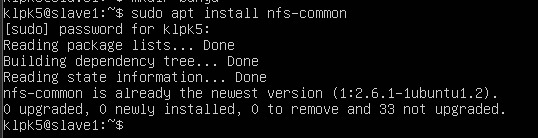 klpk5@slave1:~$ sudo apt install nfs-common
[sudo] password for klpk5:
Reading package lists... Done
Building dependency tree... Done
Reading state information... Done
nfs-common is already the newest version (1:2.6.1-1ubuntu1.2).
0 upgraded, 0 newly installed, 0 to remove and 33 not upgraded.
klpk5@slave1:~$